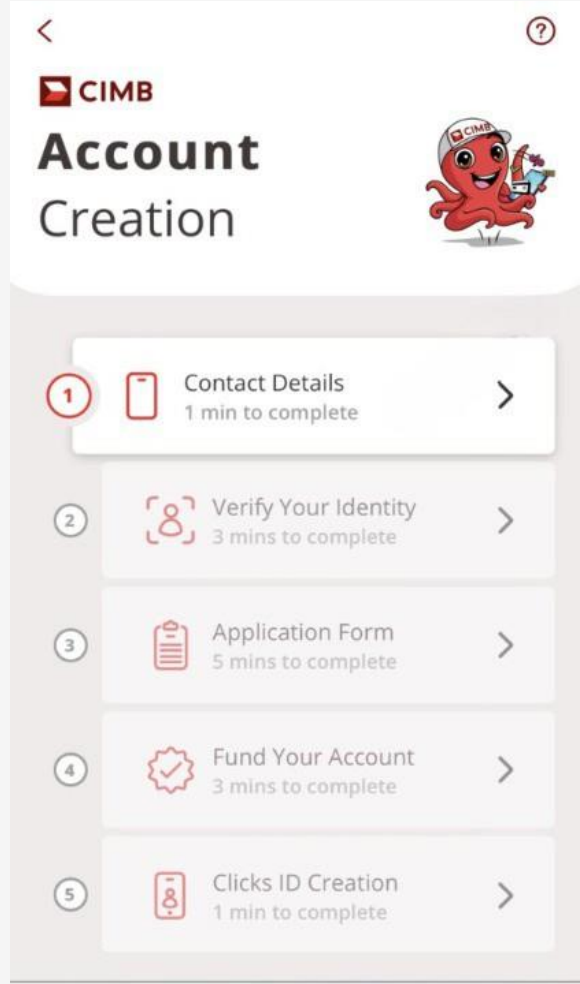 ?
CIMB
Account
Creation
CIMB
1
Contact Details
1 min to complete
2
Verify Your Identity
3 mins to complete
3
Application Form
5 mins to complete
4
Fund Your Account
3 mins to complete
5
Clicks ID Creation
1 min to complete